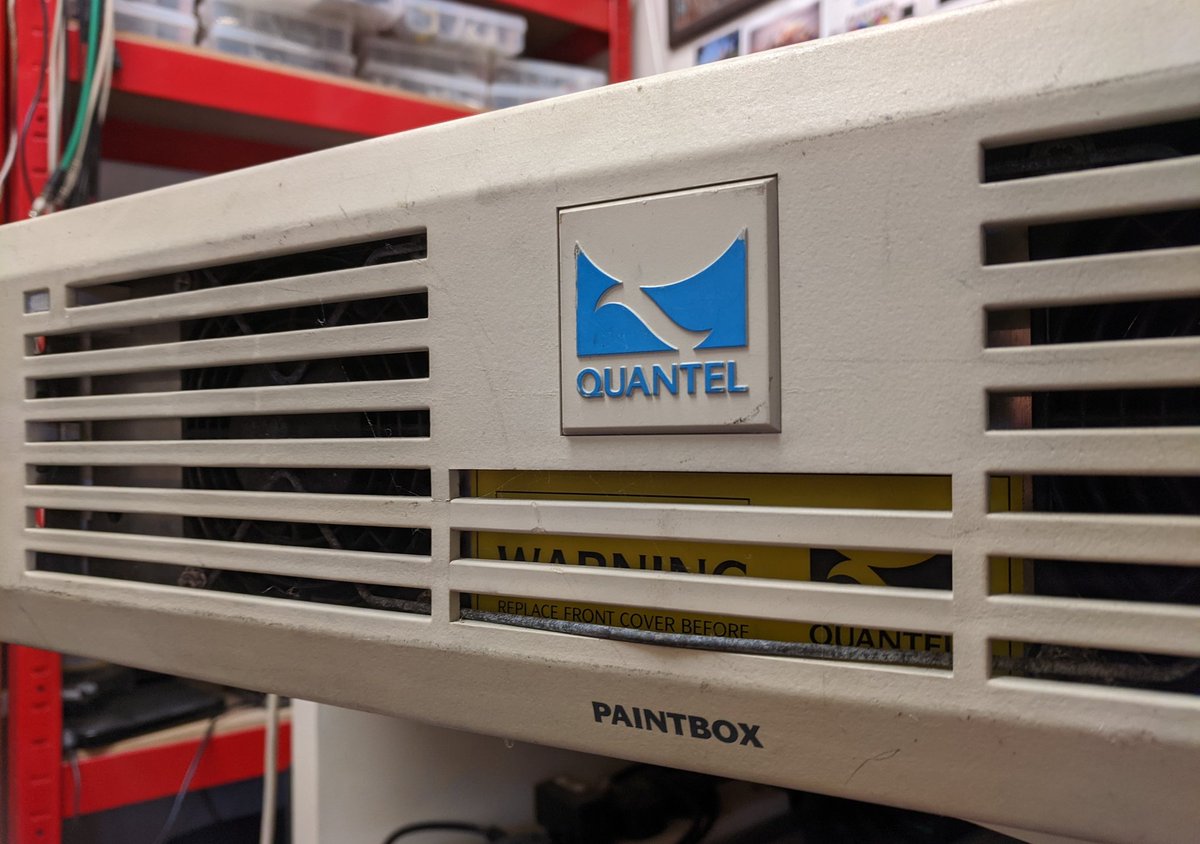 QUANTEL
WARNING
REPLACE FRONT COVER BEFORE
QUANTEL
PAINTBOX